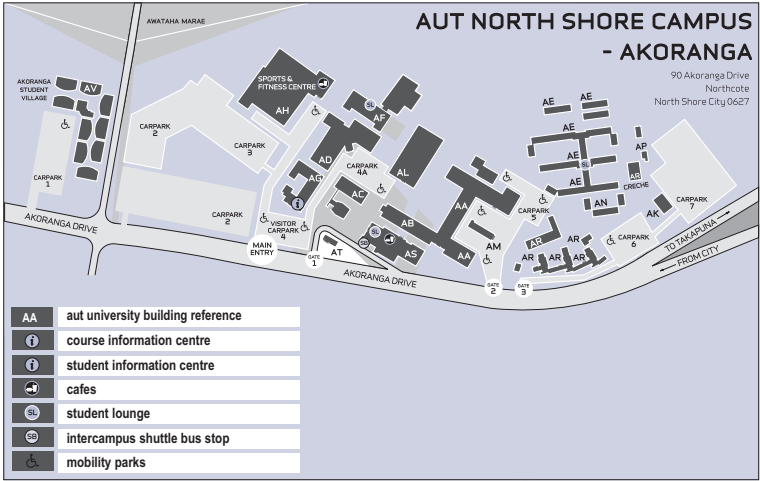 AUT NORTH SHORE CAMPUS
- AKORANGA
90 Akoranga Drive
Northcote
North Shore City 0627
AWATAHA MARAE
AKORANGA
STUDENT
VILLAGE
AV
CARPARK
1
CARPARK
2
CARPARK
3
CARPARK
2
SPORTS &
FITNESS CENTRE
AH
SL
AF
AD
AG
CARPARK
4A
AL
AC
VISITOR
CARPARK
4
AB
SL
SB
AS
AT
AA
AA
AM
CARPARK
5
AE
AE
AE
AE
SL
AE
AP
AR
CRECHE
AN
AK
CARPARK
7
AR
AR
AR
AR
AR
AR
CARPARK
6
MAIN
ENTRY
GATE
1
GATE
2
GATE
3
AKORANGA DRIVE
AKORANGA DRIVE
TO TAKAPUNA
FROM CITY
AA aut university building reference
i course information centre
i student information centre
cafes
SL student lounge
SB intercampus shuttle bus stop
mobility parks